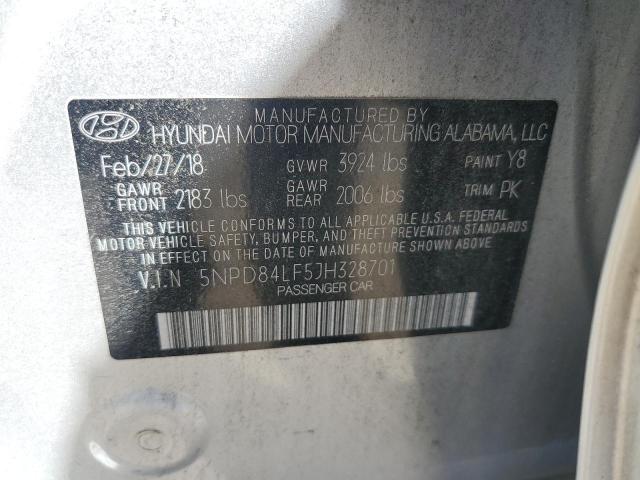 MANUFACTURED BY
HYUNDAI MOTOR MANUFACTURING ALABAMA, LLC
Feb/27/18 GVWR 3924 lbs PAINT Y8
GAWR FRONT 2183 lbs GAWR REAR 2006 lbs TRIM PK
THIS VEHICLE CONFORMS TO ALL APPLICABLE U.S.A. FEDERAL
MOTOR VEHICLE SAFETY, BUMPER, AND THEFT PREVENTION STANDARDS
IN EFFECT ON THE DATE OF MANUFACTURE SHOWN ABOVE.
V.I.N 5NPD84LF5JH328701
PASSENGER CAR